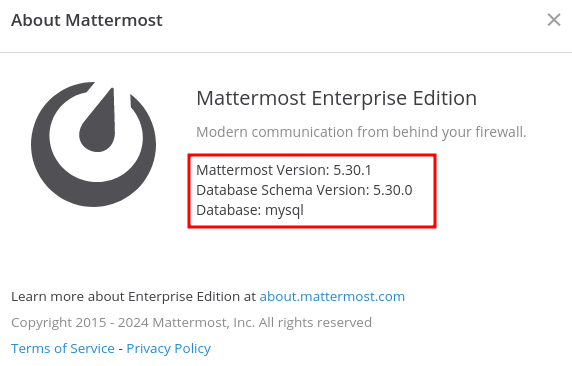 About Mattermost
Mattermost Enterprise Edition
Modern communication from behind your firewall.
Mattermost Version: 5.30.1
Database Schema Version: 5.30.0
Database: mysql
Learn more about Enterprise Edition at about.mattermost.com
Copyright 2015 - 2024 Mattermost, Inc. All rights reserved
Terms of Service - Privacy Policy